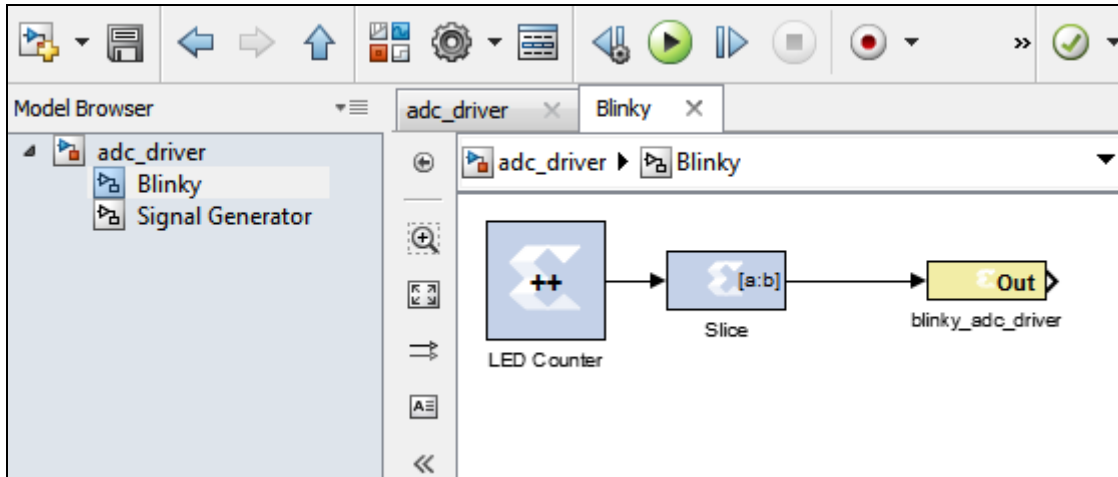 »
Model Browser
adc_driver
Blinky
adc_driver
Blinky
Signal Generator
adc_driver
Blinky
++
[a:b]
Out
LED Counter
Slice
blinky_adc_driver